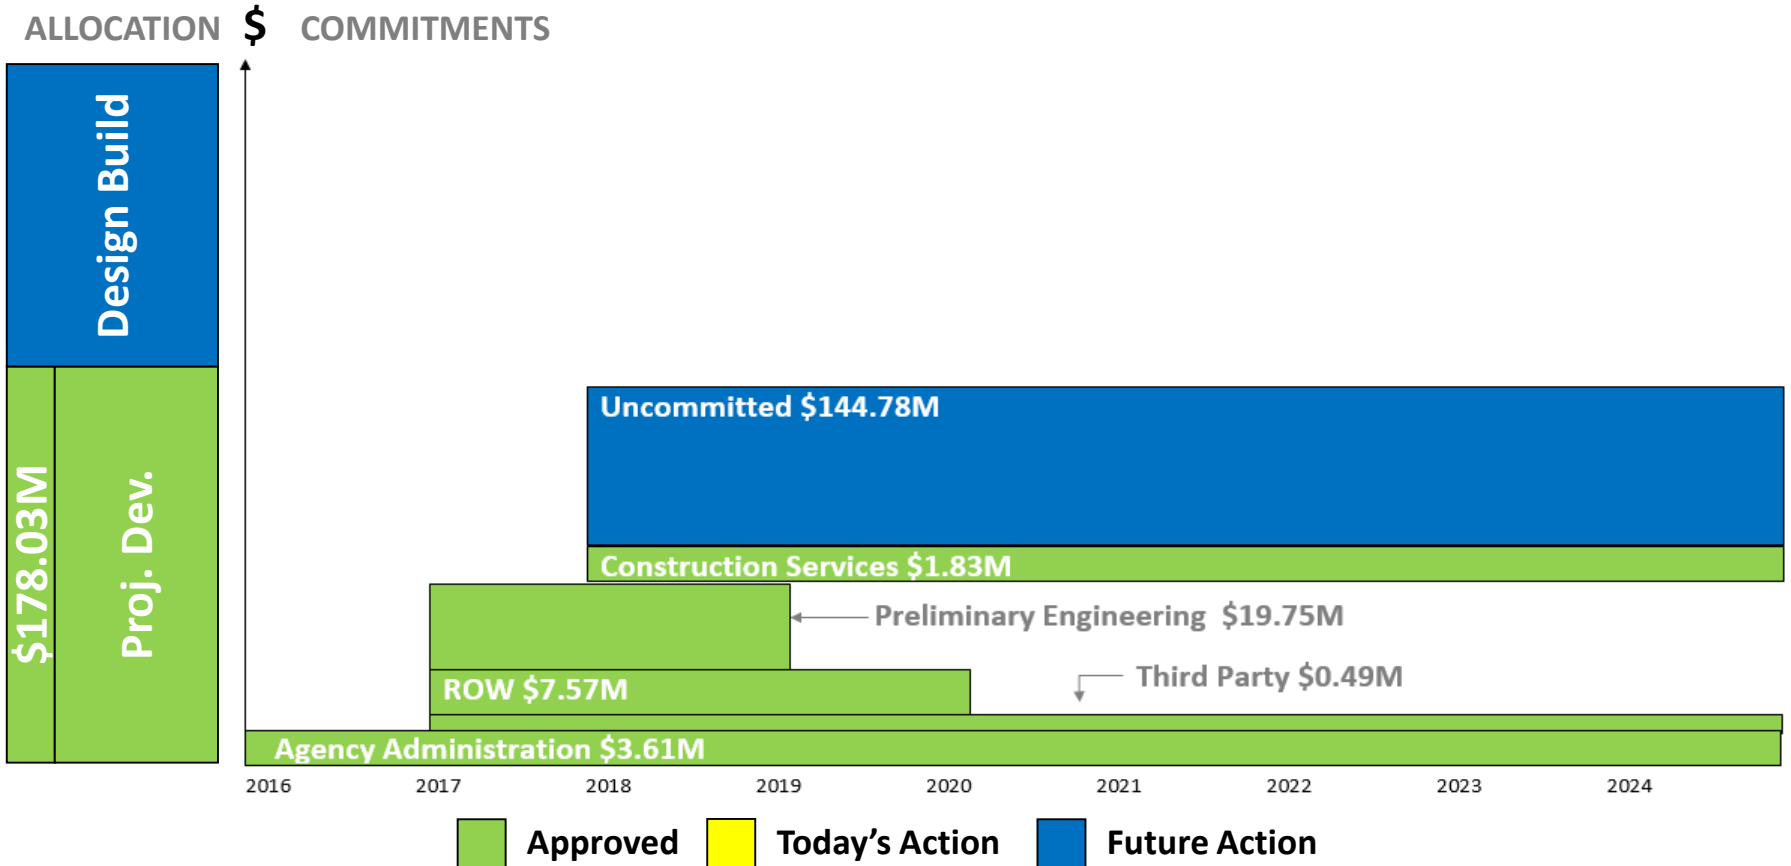 ALLOCATION $ COMMITMENTS
Design Build
$178.03M
Proj. Dev.
Uncommitted $144.78M
Construction Services $1.83M
Preliminary Engineering $19.75M
ROW $7.57M
Third Party $0.49M
Agency Administration $3.61M
2016 2017 2018 2019 2020 2021 2022 2023 2024
Approved Today's Action Future Action